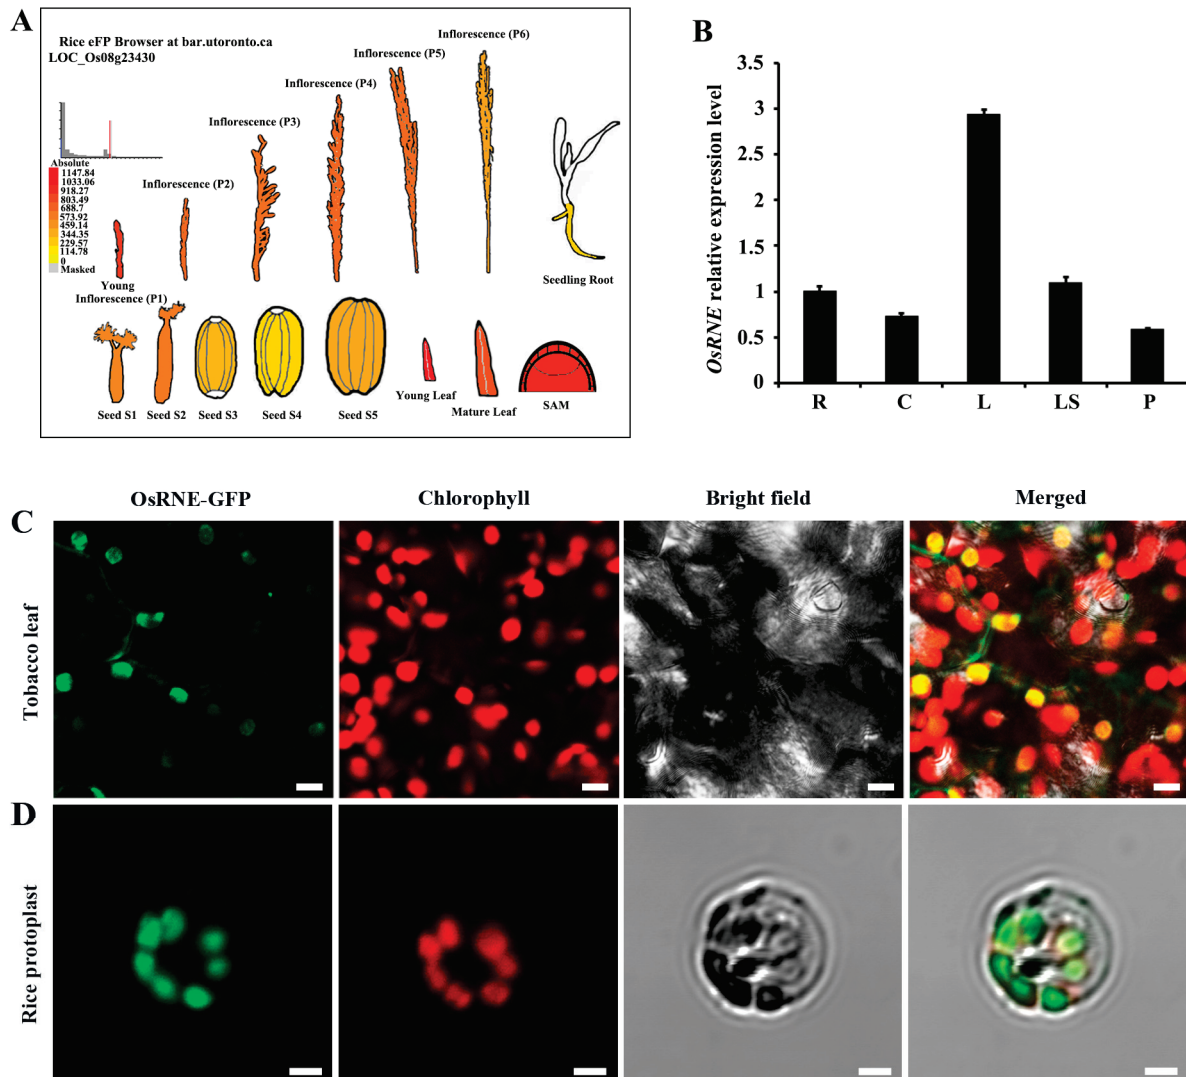 A
Rice eFP Browser at bar.utoronto.ca
LOC_Os08g23430
Absolute
1147.84
1033.06
918.27
803.49
688.7
573.92
459.14
344.35
229.57
114.78
0
Masked
Young
Inflorescence (P1)
Inflorescence (P2)
Inflorescence (P3)
Inflorescence (P4)
Inflorescence (P5)
Inflorescence (P6)
Seedling Root
Seed S1
Seed S2
Seed S3
Seed S4
Seed S5
Young Leaf
Mature Leaf
SAM
B
OsRNE relative expression level
3.5
3
2.5
2
1.5
1
0.5
0
R
C
L
LS
P
OsRNE-GFP
Chlorophyll
Bright field
Merged
C
Tobacco leaf
D
Rice protoplast